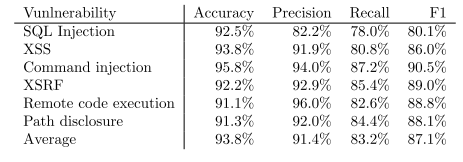 Vunlnerability Accuracy Precision Recall F1
SQL Injection 92.5% 82.2% 78.0% 80.1%
XSS 93.8% 91.9% 80.8% 86.0%
Command injection 95.8% 94.0% 87.2% 90.5%
XSRF 92.2% 92.9% 85.4% 89.0%
Remote code execution 91.1% 96.0% 82.6% 88.8%
Path disclosure 91.3% 92.0% 84.4% 88.1%
Average 93.8% 91.4% 83.2% 87.1%